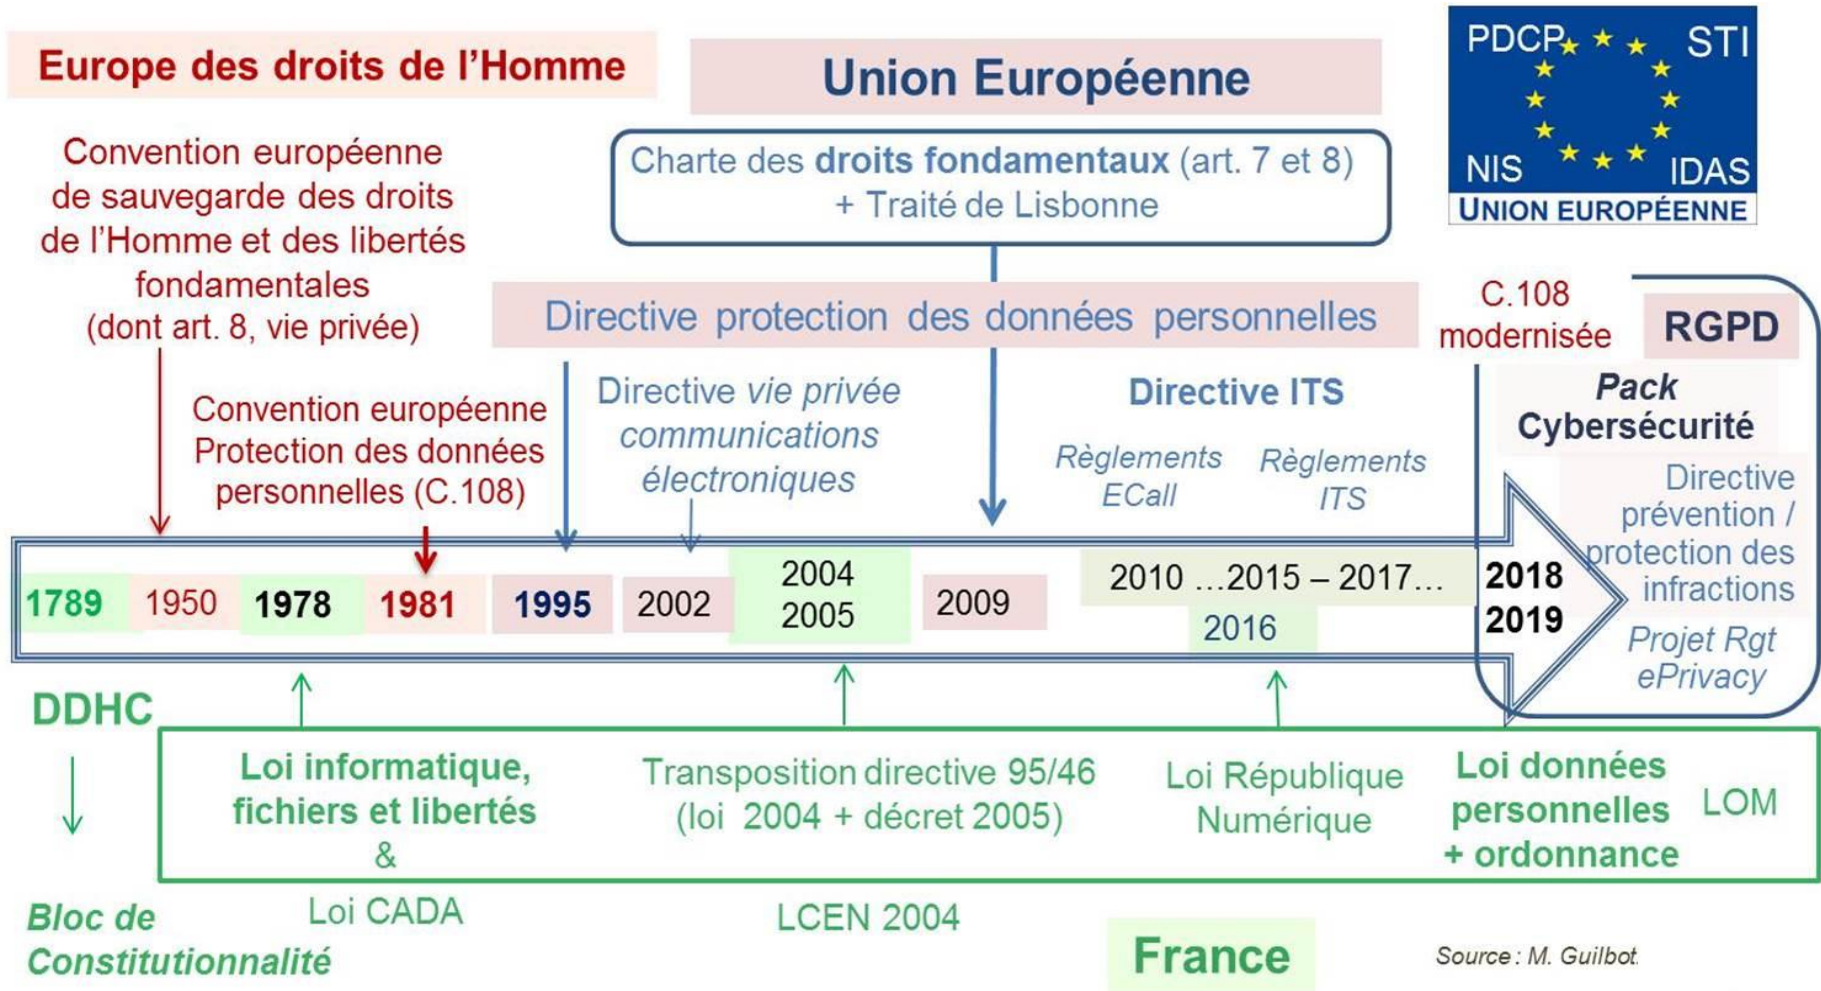 Europe des droits de l’Homme
Union Européenne
PDCP
STI
NIS
IDAS
UNION EUROPÉENNE
Convention européenne
de sauvegarde des droits
de l’Homme et des libertés
fondamentales
(dont art. 8, vie privée)
Charte des droits fondamentaux (art. 7 et 8)
+ Traité de Lisbonne
Directive protection des données personnelles
C.108
modernisée
RGPD
Convention européenne
Protection des données
personnelles (C.108)
Directive vie privée
communications
électroniques
Directive ITS
Règlements
ECall
Règlements
ITS
Pack
Cybersécurité
Directive
prévention /
protection des
infractions
Projet Rgt
ePrivacy
1789
1950
1978
1981
1995
2002
2004
2005
2009
2010 …2015 – 2017…
2016
2018
2019
DDHC
Loi informatique,
fichiers et libertés
&
Loi CADA
Transposition directive 95/46
(loi 2004 + décret 2005)
LCEN 2004
Loi République
Numérique
Loi données
personnelles
+ ordonnance
LOM
Bloc de
Constitutionnalité
France
Source : M. Guilbot.